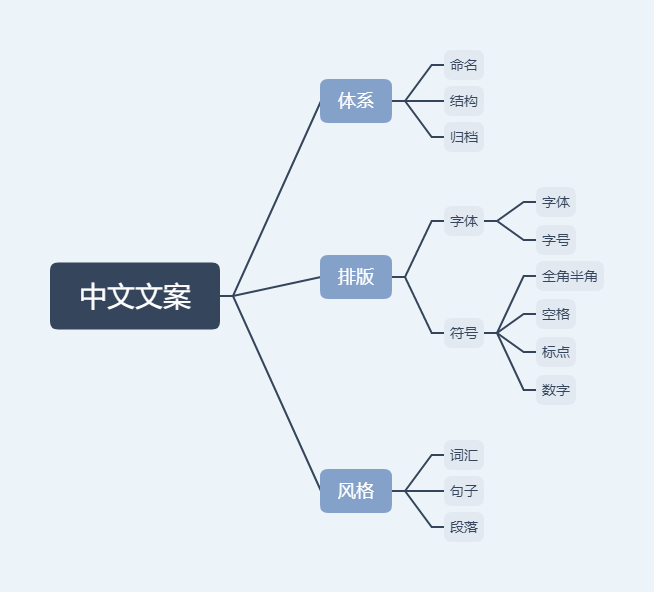 中文文案
体系
命名
结构
归档
排版
字体
字体
字号
符号
全角半角
空格
标点
数字
风格
词汇
句子
段落